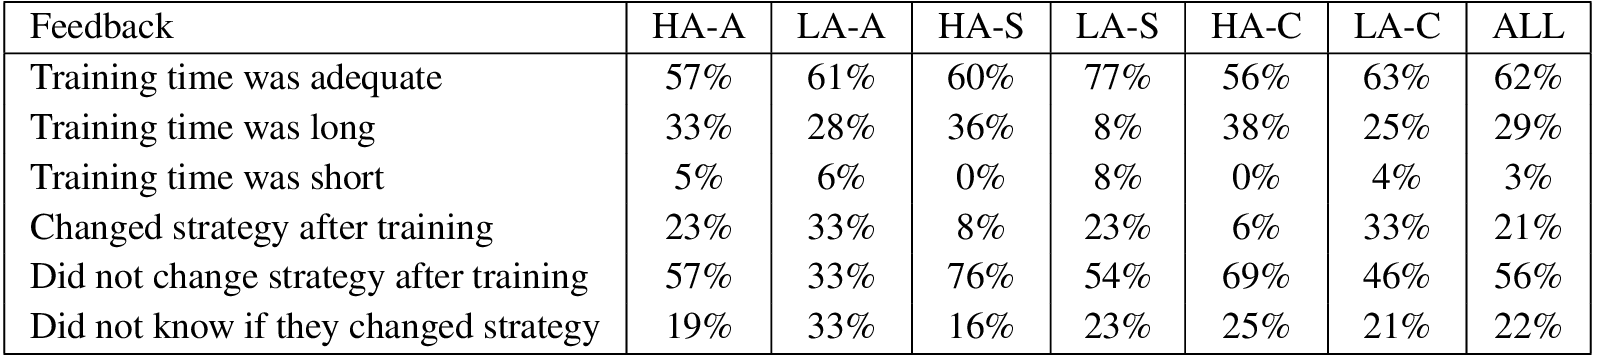 Feedback HA-A LA-A HA-S LA-S HA-C LA-C ALL
Training time was adequate 57% 61% 60% 77% 56% 63% 62%
Training time was long 33% 28% 36% 8% 38% 25% 29%
Training time was short 5% 6% 0% 8% 0% 4% 3%
Changed strategy after training 23% 33% 8% 23% 6% 33% 21%
Did not change strategy after training 57% 33% 76% 54% 69% 46% 56%
Did not know if they changed strategy 19% 33% 16% 23% 25% 21% 22%